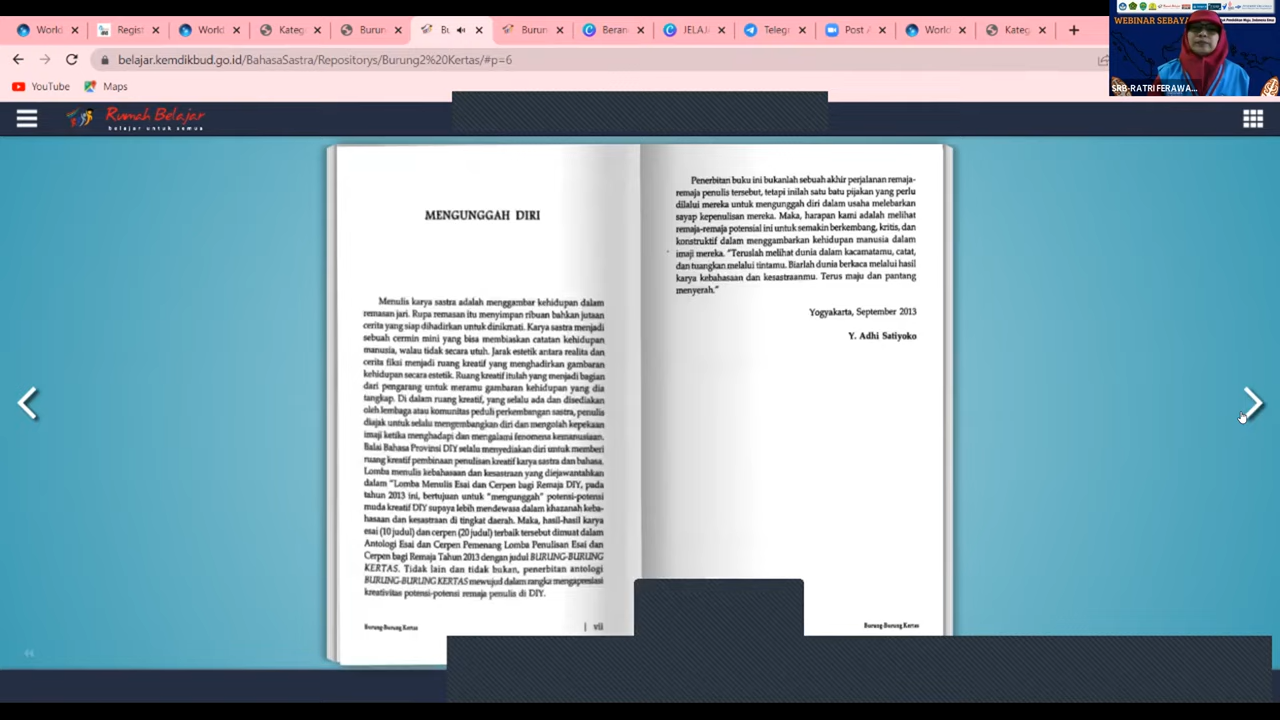 World
Regist
World
Kateg
Burun
Bu
Burun
Beran
JELAJ
Telegr
Post A
World
Kateg
WEBINAR SEBAYA
SRB-RATRI FERAWA...
belajar.kemdikbud.go.id/BahasaSastra/Repositorys/Burung2%20Kertas/#p=6
YouTube
Maps
Rumah Belajar
belajar untuk semua
MENGUNGGAH DIRI
Menulis karya sastra adalah menggambar kehidupan dalam
remasan jari. Rupa remasan itu menyimpan ribuan bahkan jutaan
cerita yang siap dihadirkan untuk dinikmati. Karya sastra menjadi
sebuah cermin mini yang bisa membiaskan catatan kehidupan
manusia, walau tidak secara utuh. Jarak estetik antara realita dan
cerita fiksi menjadi ruang kreatif yang menghadirkan gambaran
kehidupan secara estetik. Ruang kreatif itulah yang menjadi bagian
dari pengarang untuk meramu gambaran kehidupan yang dia
tangkap. Di dalam ruang kreatif, yang selalu ada dan disediakan
oleh lembaga atau komunitas peduli perkembangan sastra, penulis
diajak untuk selalu mengembangkan diri dan mengolah kepekaan
imaji ketika menghadapi dan mengalami fenomena kemanusiaan.
Balai Bahasa Provinsi DIY selalu menyediakan diri untuk memberi
ruang kreatif pembinaan penulisan kreatif karya sastra dan bahasa.
Lomba menulis kebahasaan dan kesastraan yang diejawantahkan
dalam "Lomba Menulis Esai dan Cerpen bagi Remaja DIY, pada
tahun 2013 ini, bertujuan untuk "mengunggah" potensi-potensi
muda kreatif DIY supaya lebih mendewasa dalam khazanah keba-
hasaan dan kesastraan di tingkat daerah. Maka, hasil-hasil karya
esai (10 judul) dan cerpen (20 judul) terbaik tersebut dimuat dalam
Antologi Esai dan Cerpen Pemenang Lomba Penulisan Esai dan
Cerpen bagi Remaja Tahun 2013 dengan judul BURUNG-BURUNG
KERTAS. Tidak lain dan tidak bukan, penerbitan antologi
BURUNG-BURUNG KERTAS mewujud dalam rangka mengapresiasi
kreativitas potensi-potensi remaja penulis di DIY.
Burung-Burung Kertas
| vii
Penerbitan buku ini bukanlah sebuah akhir perjalanan remaja-
remaja penulis tersebut, tetapi inilah satu batu pijakan yang perlu
dilalui mereka untuk mengunggah diri dalam usaha melebarkan
sayap kepenulisan mereka. Maka, harapan kami adalah melihat
remaja-remaja potensial ini untuk semakin berkembang, kritis, dan
konstruktif dalam menggambarkan kehidupan manusia dalam
imaji mereka. "Teruslah melihat dunia dalam kacamatamu, catat,
dan tuangkan melalui tintamu. Biarlah dunia berkaca melalui hasil
karya kebahasaan dan kesastraanmu. Terus maju dan pantang
menyerah."
Yogyakarta, September 2013
Y. Adhi Satiyoko
Burung-Burung Kertas